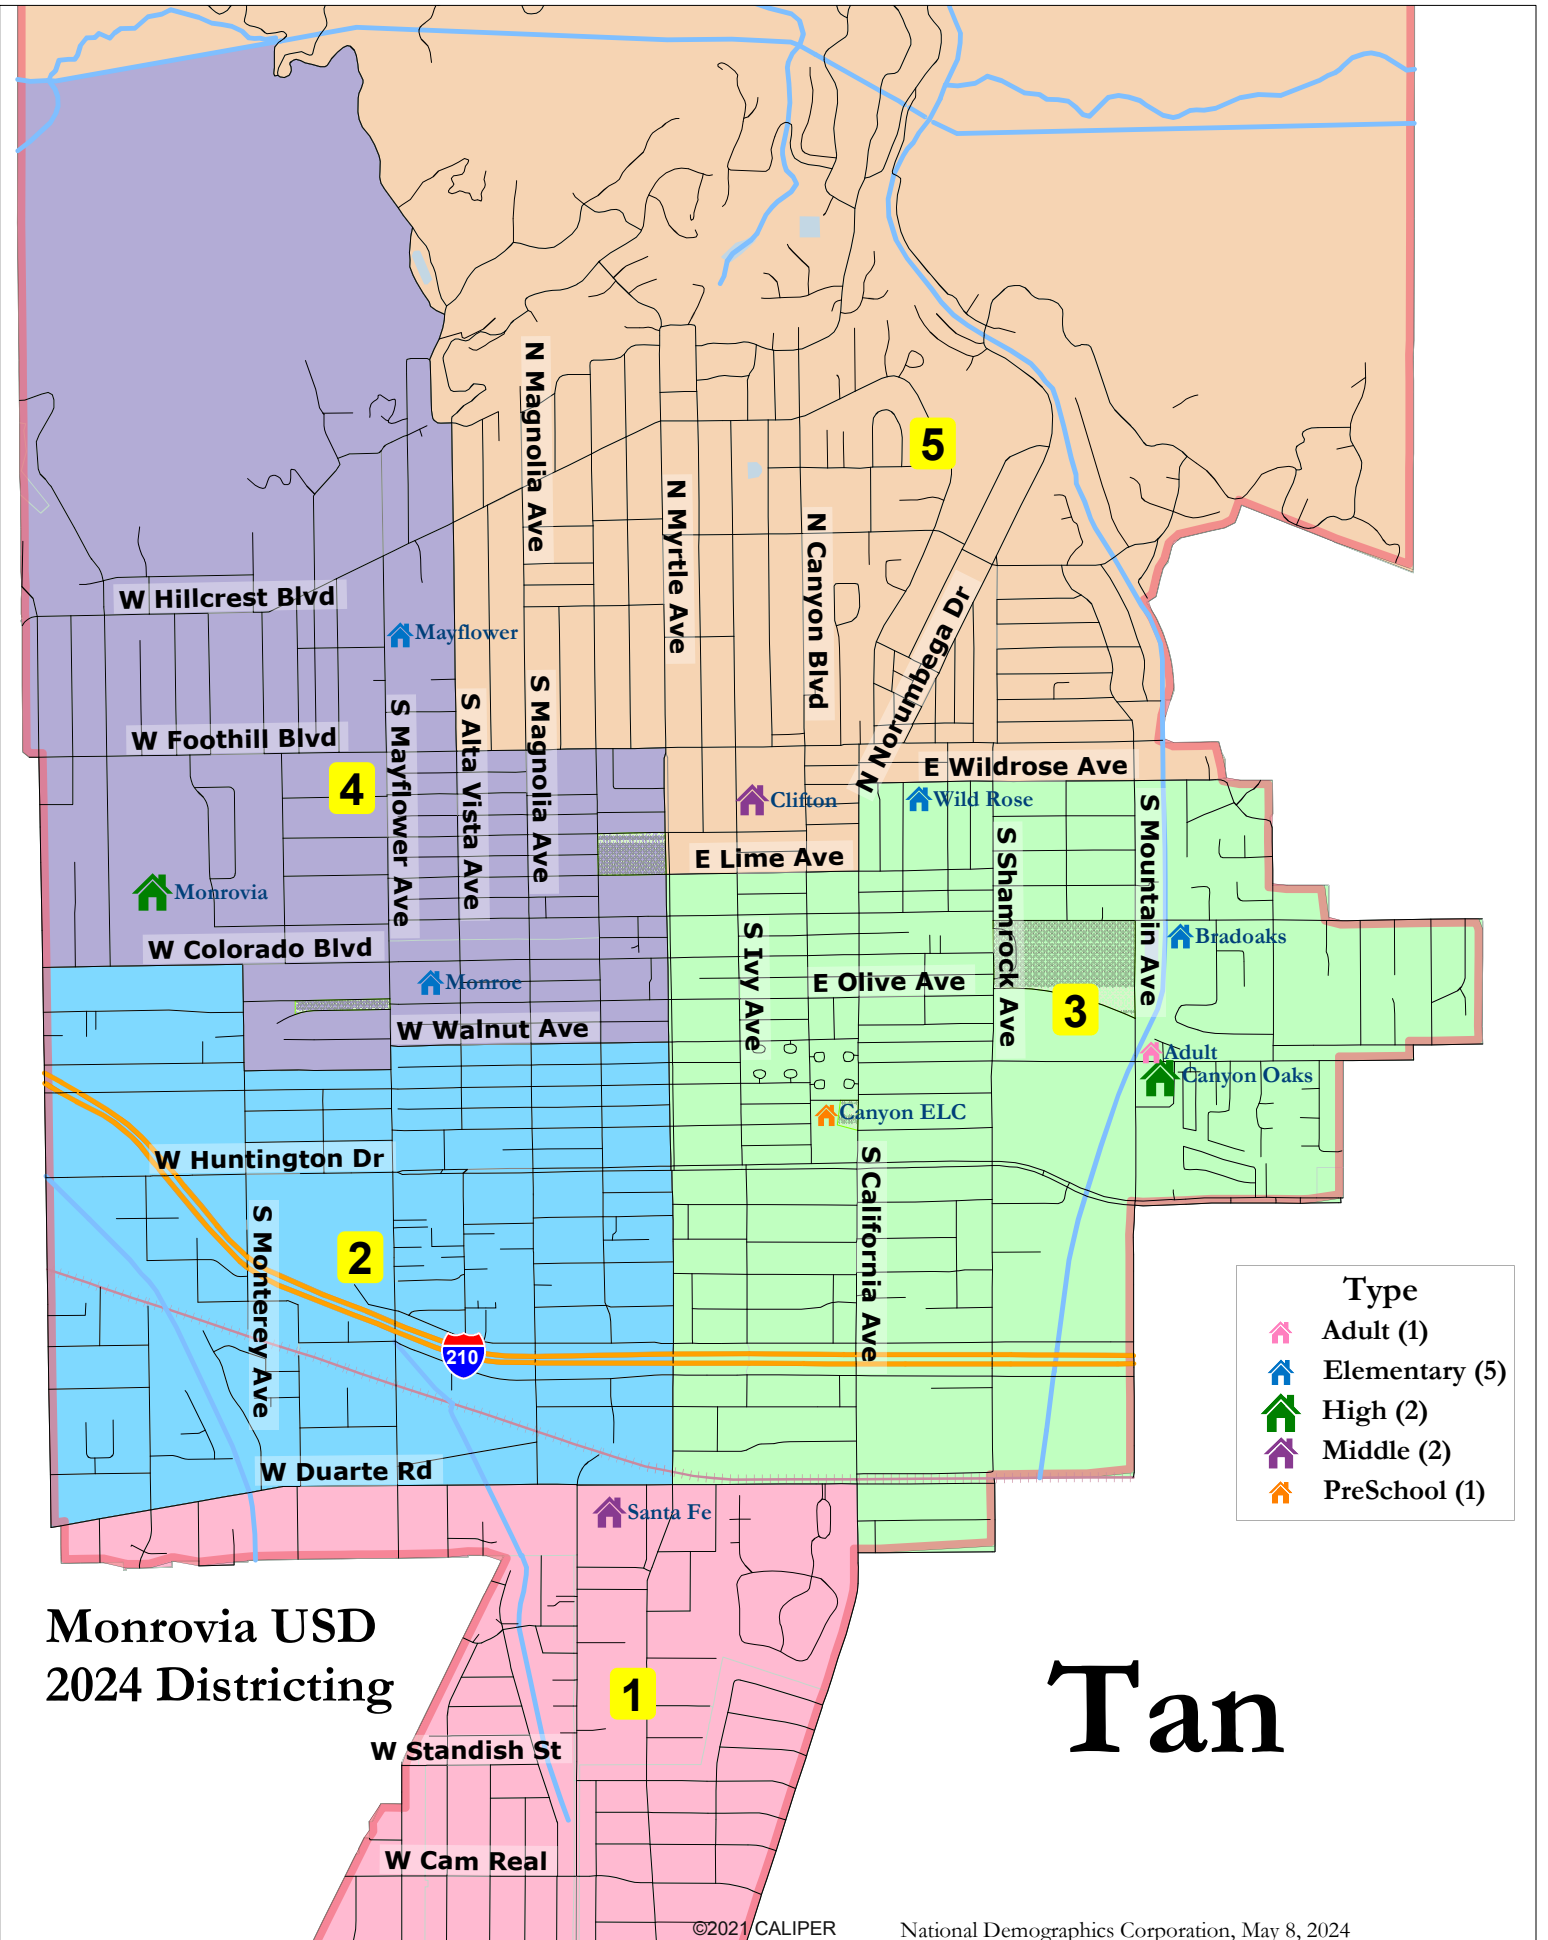 N Magnolia Ave
5
N Myrtle Ave
N Canyon Blvd
W Hillcrest Blvd
Mayflower
N Norumbega Dr
S Mayflower Ave
S Alta Vista Ave
S Magnolia Ave
W Foothill Blvd
E Wildrose Ave
4
Clifton
Wild Rose
S Mountain Ave
S Shamrock Ave
E Lime Ave
Monrovia
W Colorado Blvd
S Ivy Ave
Bradoaks
Monroe
E Olive Ave
3
W Walnut Ave
Adult
Canyon Oaks
Canyon ELC
W Huntington Dr
S California Ave
S Monterey Ave
2
210
W Duarte Rd
Santa Fe
Type
Adult (1)
Elementary (5)
High (2)
Middle (2)
PreSchool (1)
Monrovia USD
2024 Districting
1
Tan
W Standish St
W Cam Real
©2021 CALIPER
National Demographics Corporation, May 8, 2024